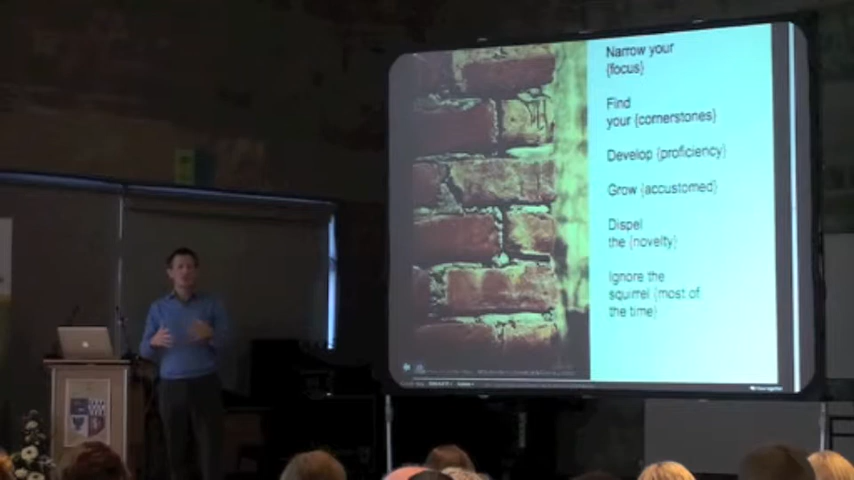 Narrow your
{focus}
Find
your {cornerstones}
Develop {proficiency}
Grow {accustomed}
Dispel
the {novelty}
Ignore the
squirrel {most of
the time}